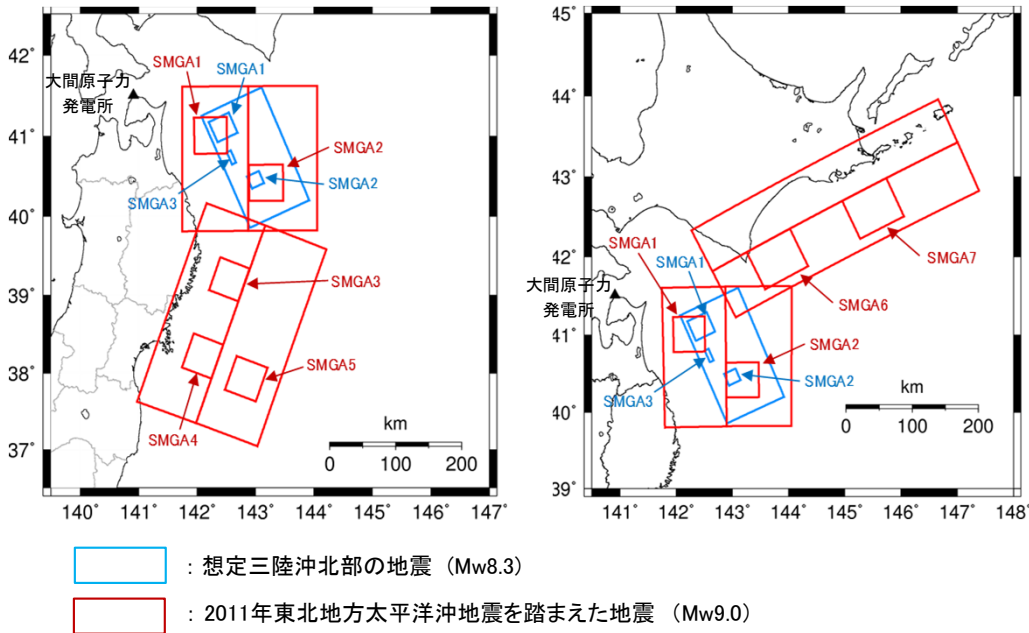 42°
41°
40°
39°
38°
37°
140° 141° 142° 143° 144° 145° 146° 147°
大間原子力
発電所
SMGA1
SMGA1
SMGA2
SMGA2
SMGA3
SMGA3
SMGA5
SMGA4
km
0 100 200
45°
44°
43°
42°
41°
40°
39°
141° 142° 143° 144° 145° 146° 147° 148°
SMGA1
SMGA1
SMGA7
SMGA6
大間原子力
発電所
SMGA2
SMGA2
SMGA3
km
0 100 200
：想定三陸沖北部の地震 （Mw8.3）
：2011年東北地方太平洋沖地震を踏まえた地震 （Mw9.0）